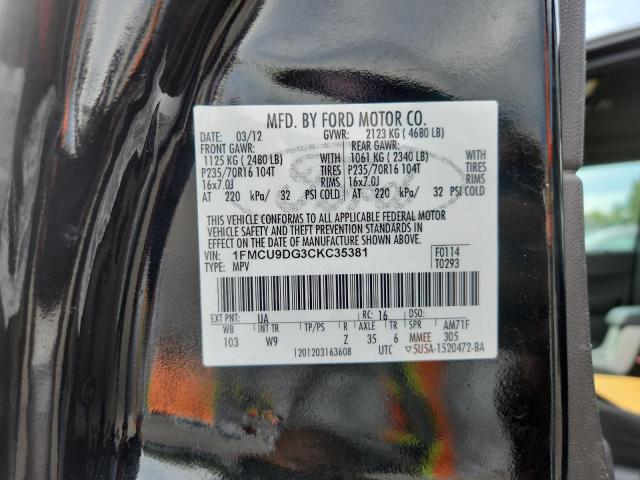 MFD. BY FORD MOTOR CO.
DATE: 03/12 GVWR: 2123 KG ( 4680 LB)
FRONT GAWR: REAR GAWR:
1125 KG ( 2480 LB) WITH 1061 KG ( 2340 LB)
P235/70R16 104T TIRES P235/70R16 104T
16x7.0J RIMS 16x7.0J
AT 220 kPa/ 32 PSI COLD AT 220 kPa/ 32 PSI COLD
THIS VEHICLE CONFORMS TO ALL APPLICABLE FEDERAL MOTOR
VEHICLE SAFETY AND THEFT PREVENTION STANDARDS IN
EFFECT ON THE DATE OF MANUFACTURE SHOWN ABOVE.
VIN: 1FMCU9DG3CKC35381 F0114
TYPE: MPV T0293
EXT PNT: UA RC: 16 DSO:
WB INT TR TP/PS R AXLE TR SPR AM71F
103 W9 Z 35 6 MMEE 305
1201203163608 UTC 5U5A-1520472-BA